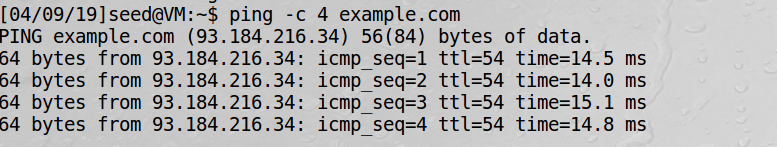 [04/09/19]seed@VM:~$ ping -c 4 example.com
PING example.com (93.184.216.34) 56(84) bytes of data.
64 bytes from 93.184.216.34: icmp_seq=1 ttl=54 time=14.5 ms
64 bytes from 93.184.216.34: icmp_seq=2 ttl=54 time=14.0 ms
64 bytes from 93.184.216.34: icmp_seq=3 ttl=54 time=15.1 ms
64 bytes from 93.184.216.34: icmp_seq=4 ttl=54 time=14.8 ms